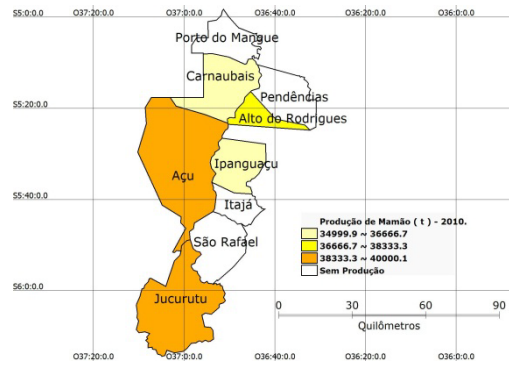 O37:20:0.0 O37:0:0.0 O36:40:0.0 O36:20:0.0 O36:0:0.0
S5:0:0.0
Porto do Mangue
Carnaubais
Pendências
S5:20:0.0
Alto do Rodrigues
Ipanguaçu
Açu
S5:40:0.0
Itajá
Produção de Mamão ( t ) - 2010.
34999.9 ~ 36666.7
São Rafael
36666.7 ~ 38333.3
38333.3 ~ 40000.1
Sem Produção
S6:0:0.0
Jucurutu
0 30 60 90
Quilômetros
O37:20:0.0 O37:0:0.0 O36:40:0.0 O36:20:0.0 O36:0:0.0